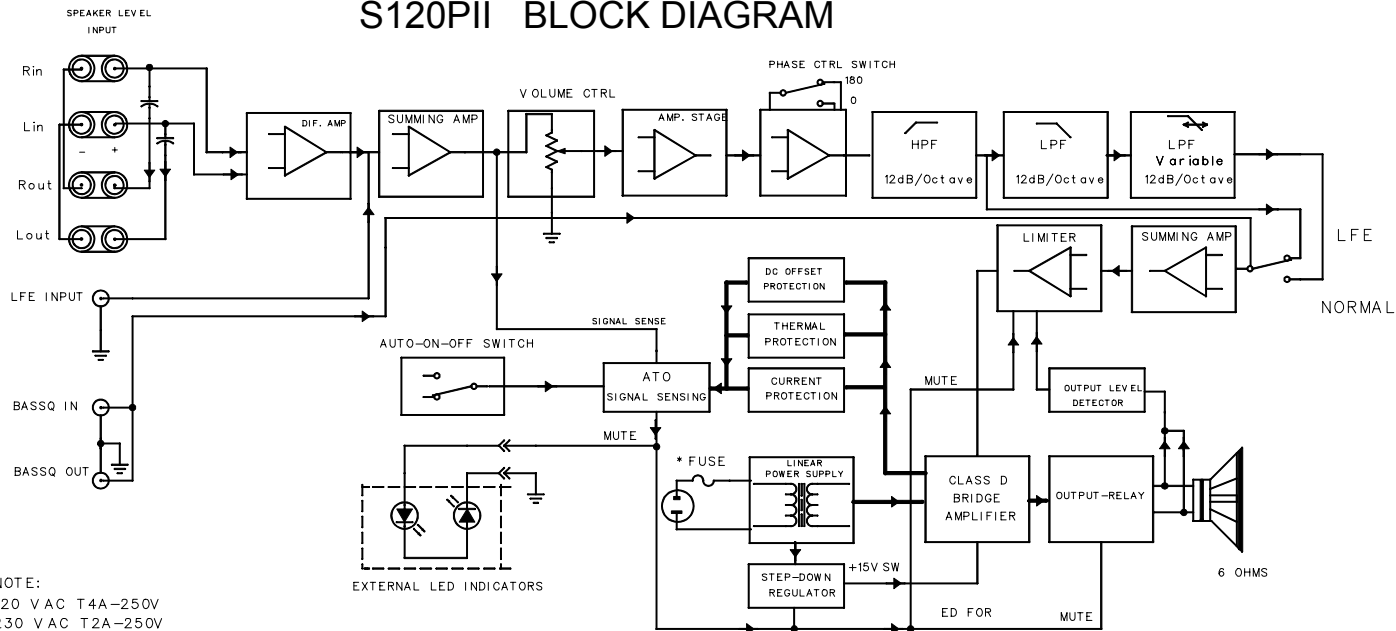 S120PII BLOCK DIAGRAM
SPEAKER LEVEL
INPUT
Rin
Lin
- +
Rout
Lout
DIF. AMP
SUMMING AMP
VOLUME CTRL
AMP. STAGE
PHASE CTRL SWITCH
180
0
HPF
12dB/Octave
LPF
12dB/Octave
LPF
Variable
12dB/Octave
LFE
NORMAL
LIMITER
SUMMING AMP
LFE INPUT
BASSQ IN
BASSQ OUT
DC OFFSET
PROTECTION
THERMAL
PROTECTION
CURRENT
PROTECTION
SIGNAL SENSE
AUTO-ON-OFF SWITCH
ATO
SIGNAL SENSING
MUTE
MUTE
OUTPUT LEVEL
DETECTOR
* FUSE
LINEAR
POWER SUPPLY
CLASS D
BRIDGE
AMPLIFIER
OUTPUT-RELAY
6 OHMS
EXTERNAL LED INDICATORS
STEP-DOWN
REGULATOR
+15V SW
ED FOR
MUTE
NOTE:
20 VAC T4A-250V
230 VAC T2A-250V